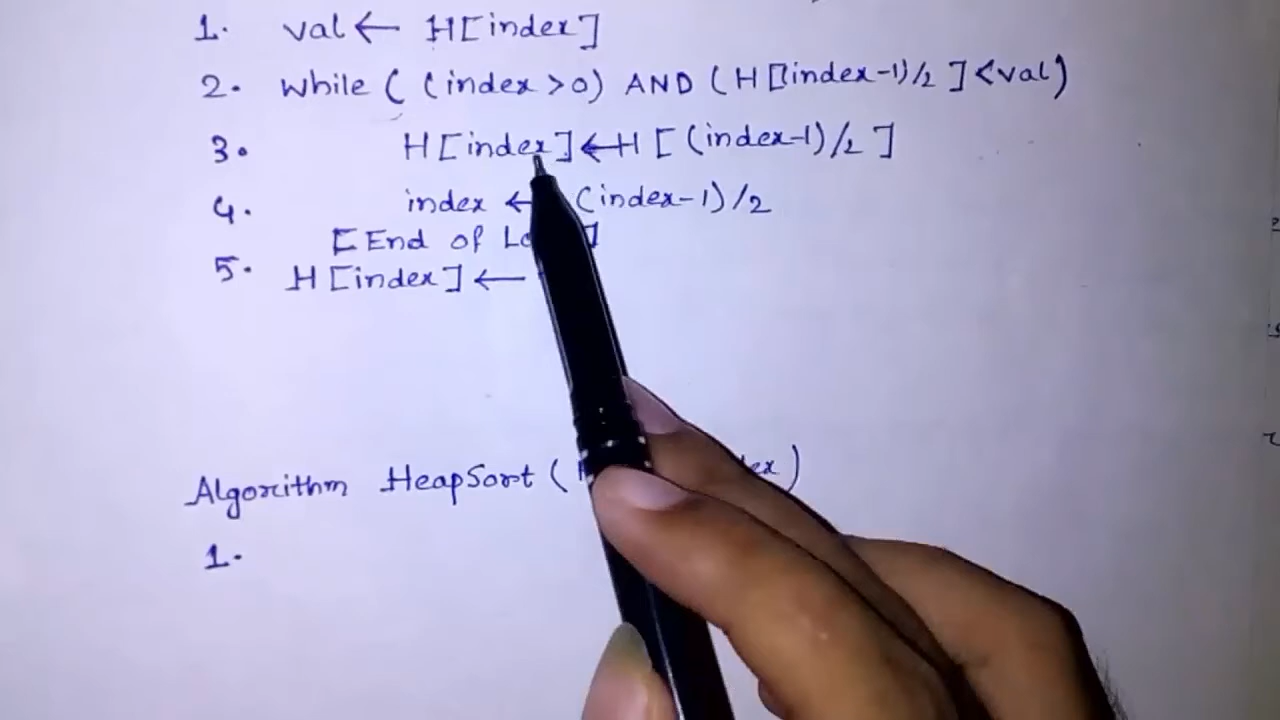 1. val ← H[index]
2. While ( (index >0) AND (H[(index-1)/2 ] <val)
3. H[index] ← H [ (index-1)/2 ]
4. index ← (index-1)/2
[End of
5. H[index] ←
Algorithm HeapSort (
1.